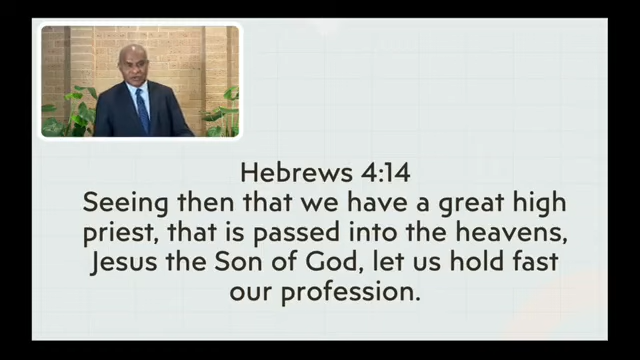 Hebrews 4:14
Seeing then that we have a great high
priest, that is passed into the heavens,
Jesus the Son of God, let us hold fast
our profession.